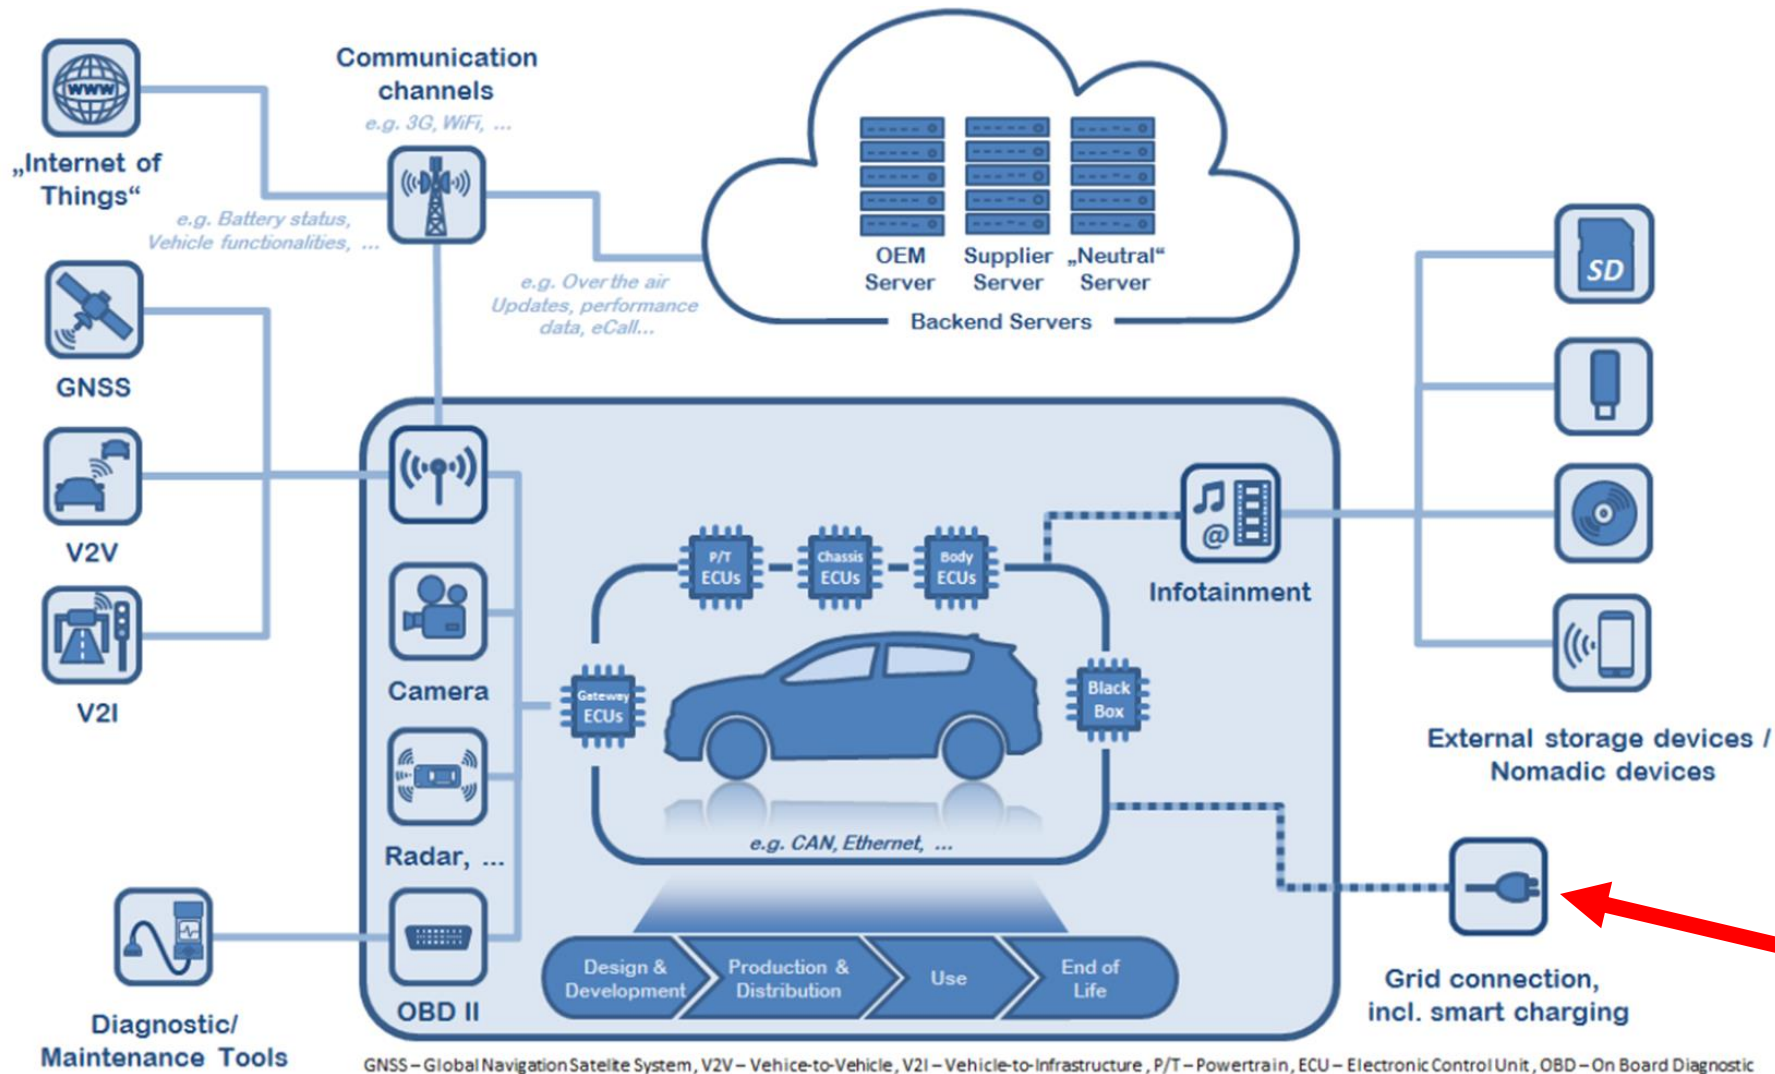 Communication
channels
e.g. 3G, WiFi, ...
www
„Internet of
Things“
e.g. Battery status,
Vehicle functionalities, ...
e.g. Over the air
Updates, performance
data, eCall...
OEM
Server
Supplier
Server
„Neutral“
Server
Backend Servers
GNSS
V2V
V2I
Camera
Radar, ...
OBD II
Diagnostic/
Maintenance Tools
P/T
ECUs
Chassis
ECUs
Body
ECUs
Gateway
ECUs
Black
Box
e.g. CAN, Ethernet, ...
@
Infotainment
SD
External storage devices /
Nomadic devices
Grid connection,
incl. smart charging
Design &
Development
Production &
Distribution
Use
End of
Life
GNSS – Global Navigation Satelite System, V2V – Vehice-to-Vehicle, V2I – Vehicle-to-Infrastructure, P/T – Powertrain, ECU – Electronic Control Unit, OBD – On Board Diagnostic